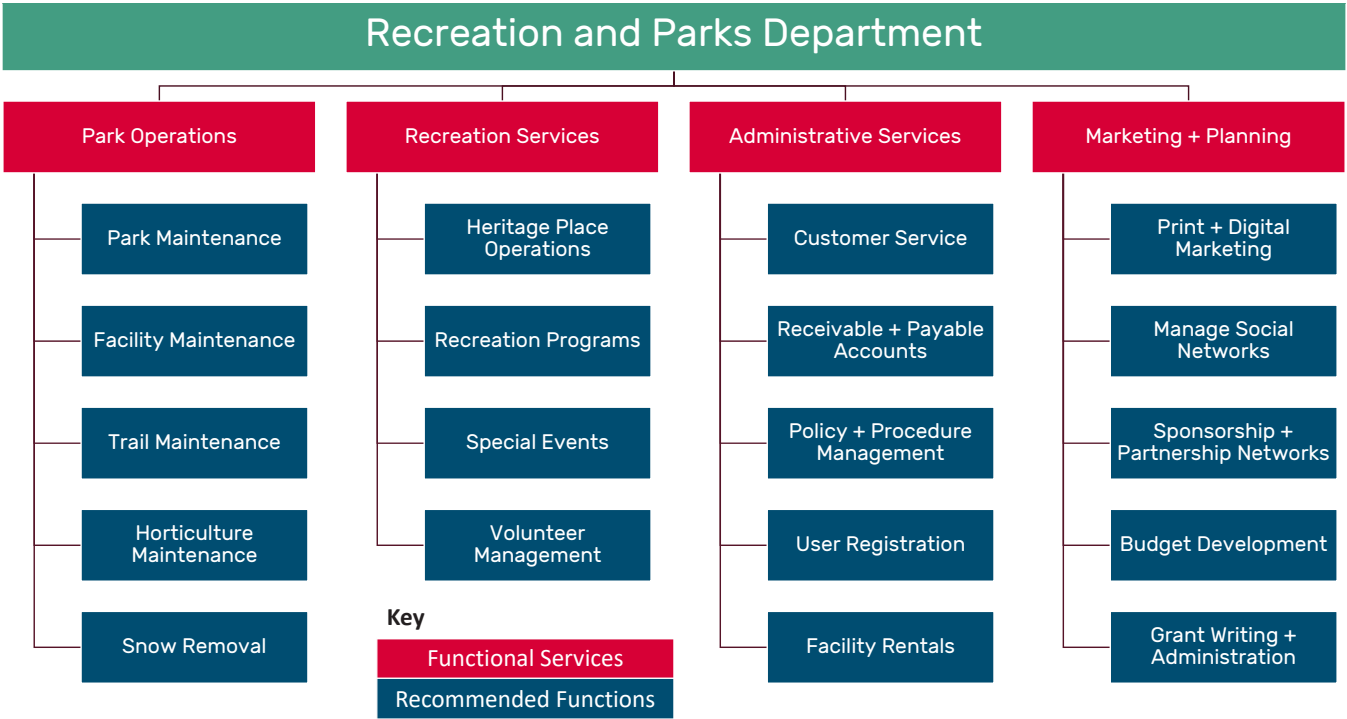 Recreation and Parks Department
Park Operations
Park Maintenance
Facility Maintenance
Trail Maintenance
Horticulture
Maintenance
Snow Removal
Recreation Services
Heritage Place
Operations
Recreation Programs
Special Events
Volunteer
Management
Administrative Services
Customer Service
Receivable + Payable
Accounts
Policy + Procedure
Management
User Registration
Facility Rentals
Marketing + Planning
Print + Digital
Marketing
Manage Social
Networks
Sponsorship +
Partnership Networks
Budget Development
Grant Writing +
Administration
Key
Functional Services
Recommended Functions